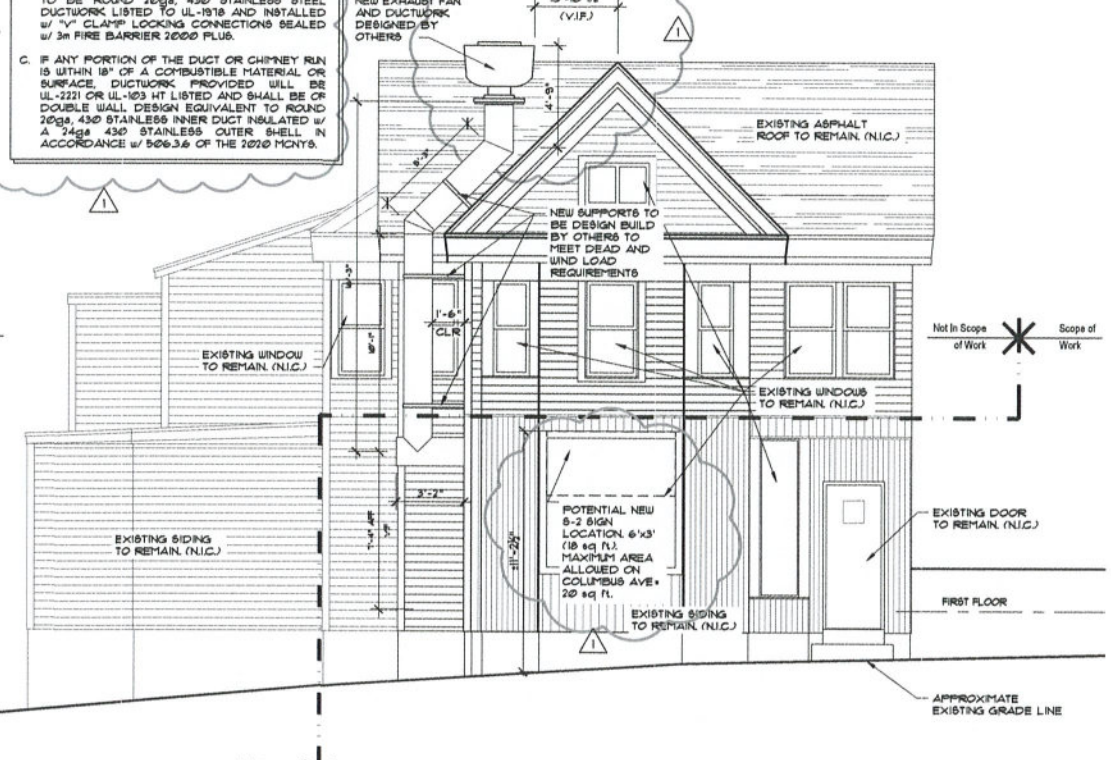 TO BE ROUND 20ga, 430 STAINLESS STEEL
DUCTWORK LISTED TO UL-1978 AND INSTALLED
w/ "V" CLAMP LOCKING CONNECTIONS SEALED
w/ 3m FIRE BARRIER 2000 PLUS.
C. IF ANY PORTION OF THE DUCT OR CHIMNEY RUN
IS WITHIN 18" OF A COMBUSTIBLE MATERIAL OR
SURFACE, DUCTWORK PROVIDED WILL BE
UL-2221 OR UL-103 HT LISTED AND SHALL BE OF
DOUBLE WALL DESIGN EQUIVALENT TO ROUND
20ga, 430 STAINLESS INNER DUCT INSULATED w/
A 24ga 430 STAINLESS OUTER SHELL IN
ACCORDANCE w/ 506.3.6 OF THE 2020 MCNYS.
1
NEW EXHAUST FAN
AND DUCTWORK
DESIGNED BY
OTHERS
(V.I.F.)
1
4'-9"
EXISTING ASPHALT
ROOF TO REMAIN. (N.I.C.)
NEW SUPPORTS TO
BE DESIGN BUILD
BY OTHERS TO
MEET DEAD AND
WIND LOAD
REQUIREMENTS
1'-6"
CLR
EXISTING WINDOW
TO REMAIN. (N.I.C.)
Not In Scope
of Work
Scope of
Work
EXISTING WINDOWS
TO REMAIN. (N.I.C.)
3'-2"
POTENTIAL NEW
S-2 SIGN
LOCATION. 6'x3'
(18 sq ft).
MAXIMUM AREA
ALLOWED ON
COLUMBUS AVE=
20 sq ft.
EXISTING SIDING
TO REMAIN. (N.I.C.)
EXISTING DOOR
TO REMAIN. (N.I.C.)
FIRST FLOOR
EXISTING SIDING
TO REMAIN. (N.I.C.)
1
APPROXIMATE
EXISTING GRADE LINE